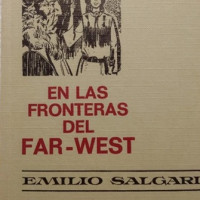 EN LAS
FRONTERAS
DEL
FAR-WEST
EMILIO SALGARI